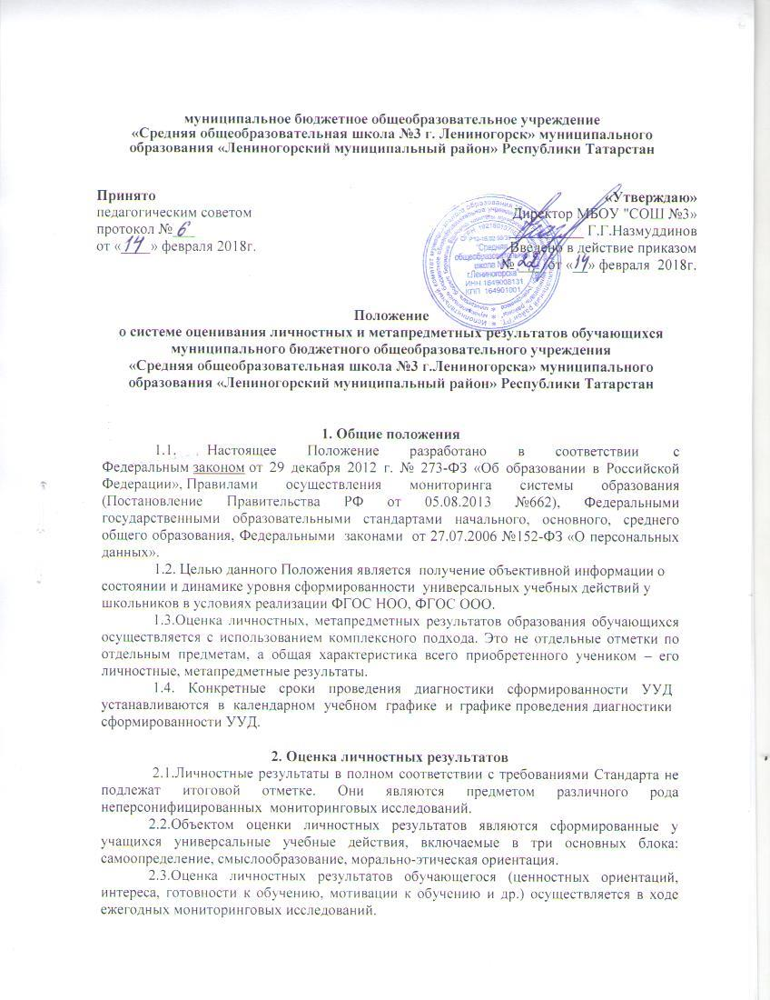 муниципальное бюджетное общеобразовательное учреждение
«Средняя общеобразовательная школа №3 г. Лениногорск» муниципального
образования «Лениногорский муниципальный район» Республики Татарстан
Принято
педагогическим советом
протокол № 6
от «14» февраля 2018г.
«Утверждаю»
Директор МБОУ "СОШ №3»
Г.Г.Назмуддинов
Введено в действие приказом
№ 22 от «14» февраля 2018г.
"Средняя
общеобразовательная
школа №3
г.Лениногорска"
ИНН 1649008131
КПП 164901001
Положение
о системе оценивания личностных и метапредметных результатов обучающихся
муниципального бюджетного общеобразовательного учреждения
«Средняя общеобразовательная школа №3 г..Лениногорска» муниципального
образования «Лениногорский муниципальный район» Республики Татарстан
1. Общие положения
1.1. Настоящее Положение разработано в соответствии с
Федеральным законом от 29 декабря 2012 г. № 273-ФЗ «Об образовании в Российской
Федерации», Правилами осуществления мониторинга системы образования
(Постановление Правительства РФ от 05.08.2013 №662), Федеральными
государственными образовательными стандартами начального, основного, среднего
общего образования, Федеральными законами от 27.07.2006 №152-ФЗ «О персональных
данных».
1.2. Целью данного Положения является получение объективной информации о
состоянии и динамике уровня сформированности универсальных учебных действий у
школьников в условиях реализации ФГОС НОО, ФГОС ООО.
1.3.Оценка личностных, метапредметных результатов образования обучающихся
осуществляется с использованием комплексного подхода. Это не отдельные отметки по
отдельным предметам, а общая характеристика всего приобретенного учеником – его
личностные, метапредметные результаты.
1.4. Конкретные сроки проведения диагностики сформированности УУД
устанавливаются в календарном учебном графике и графике проведения диагностики
сформированности УУД.
2. Оценка личностных результатов
2.1.Личностные результаты в полном соответствии с требованиями Стандарта не
подлежат итоговой отметке. Они являются предметом различного рода
неперсонифицированных мониторинговых исследований.
2.2.Объектом оценки личностных результатов являются сформированные у
учащихся универсальные учебные действия, включаемые в три основных блока:
самоопределение, смыслообразование, морально-этическая ориентация.
2.3.Оценка личностных результатов обучающегося (ценностных ориентаций,
интереса, готовности к обучению, мотивации к обучению и др.) осуществляется в ходе
ежегодных мониторинговых исследований.